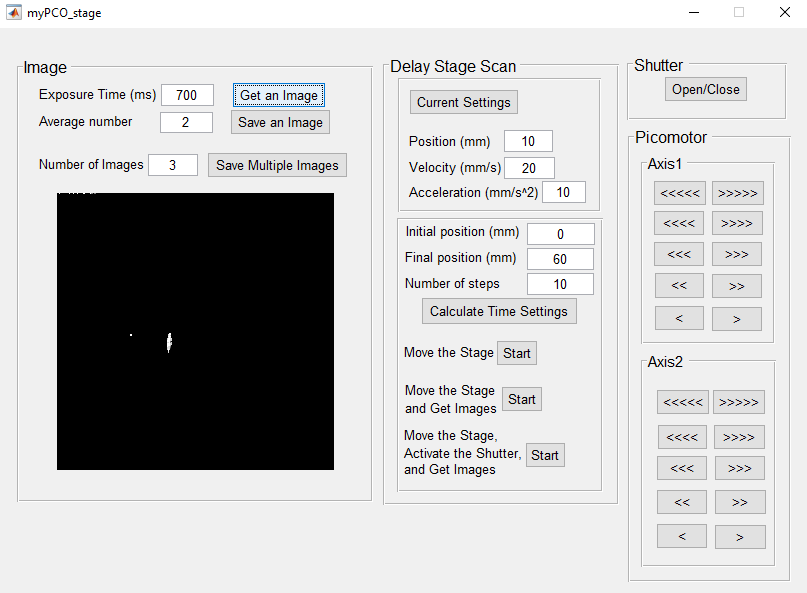 myPCO_stage
Image
Exposure Time (ms) 700 Get an Image
Average number 2 Save an Image
Number of Images 3 Save Multiple Images
Delay Stage Scan
Current Settings
Position (mm) 10
Velocity (mm/s) 20
Acceleration (mm/s^2) 10
Initial position (mm) 0
Final position (mm) 60
Number of steps 10
Calculate Time Settings
Move the Stage Start
Move the Stage
and Get Images Start
Move the Stage,
Activate the Shutter, Start
and Get Images
Shutter
Open/Close
Picomotor
Axis1
<<<<< >>>>>
<<<< >>>>
<<< >>>
<< >>
< >
Axis2
<<<<< >>>>>
<<<< >>>>
<<< >>>
<< >>
< >